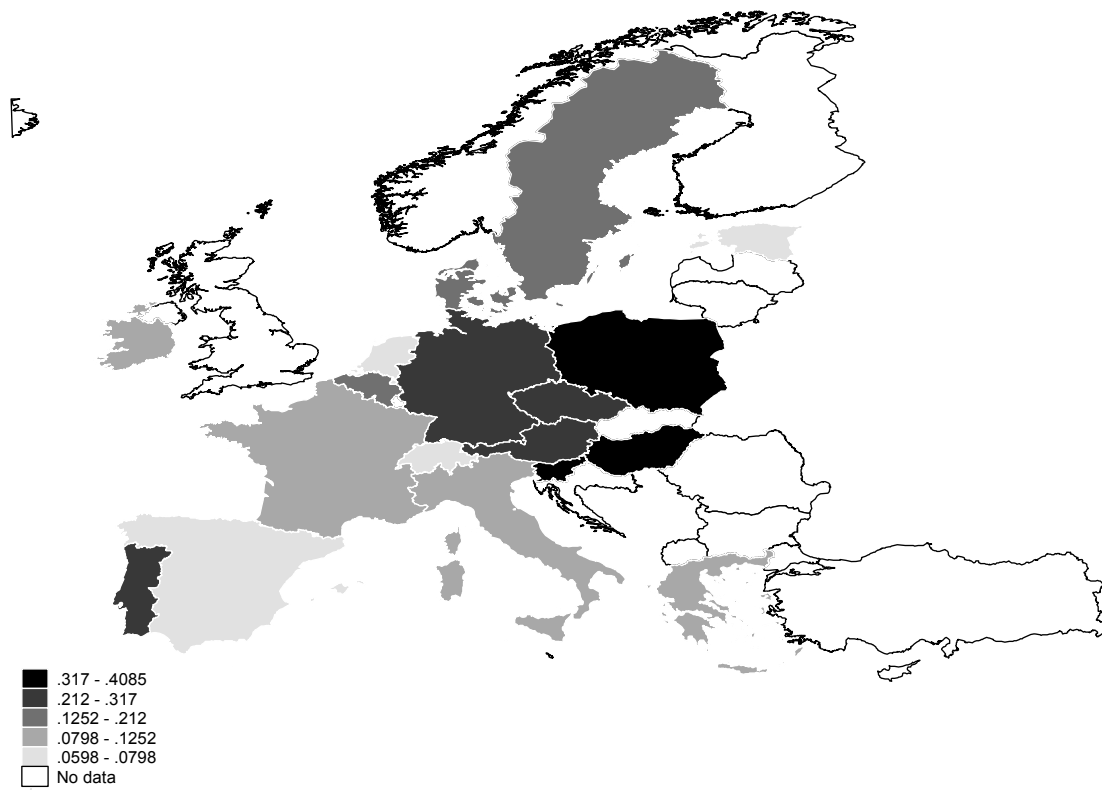 .317 - .4085
.212 - .317
.1252 - .212
.0798 - .1252
.0598 - .0798
No data